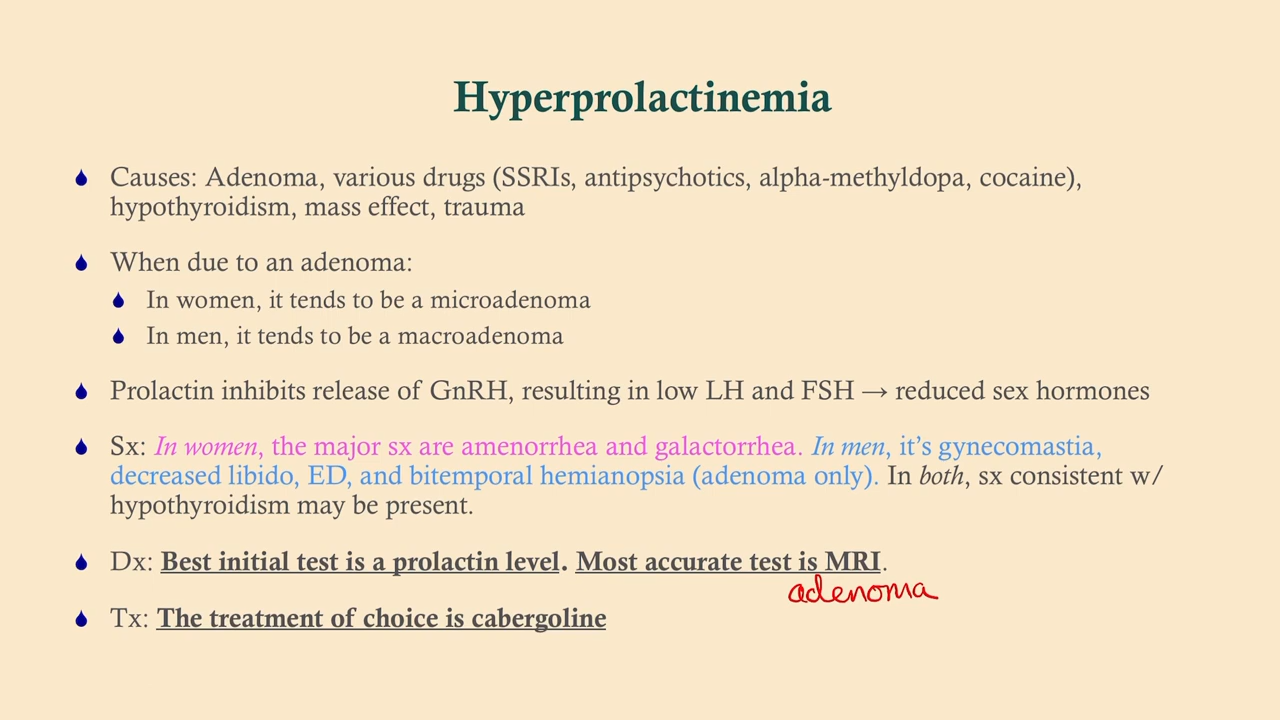 Hyperprolactinemia
Causes: Adenoma, various drugs (SSRIs, antipsychotics, alpha-methyldopa, cocaine),
hypothyroidism, mass effect, trauma
When due to an adenoma:
In women, it tends to be a microadenoma
In men, it tends to be a macroadenoma
Prolactin inhibits release of GnRH, resulting in low LH and FSH → reduced sex hormones
Sx: In women, the major sx are amenorrhea and galactorrhea. In men, it’s gynecomastia,
decreased libido, ED, and bitemporal hemianopsia (adenoma only). In both, sx consistent w/
hypothyroidism may be present.
Dx: Best initial test is a prolactin level. Most accurate test is MRI.
adenoma
Tx: The treatment of choice is cabergoline